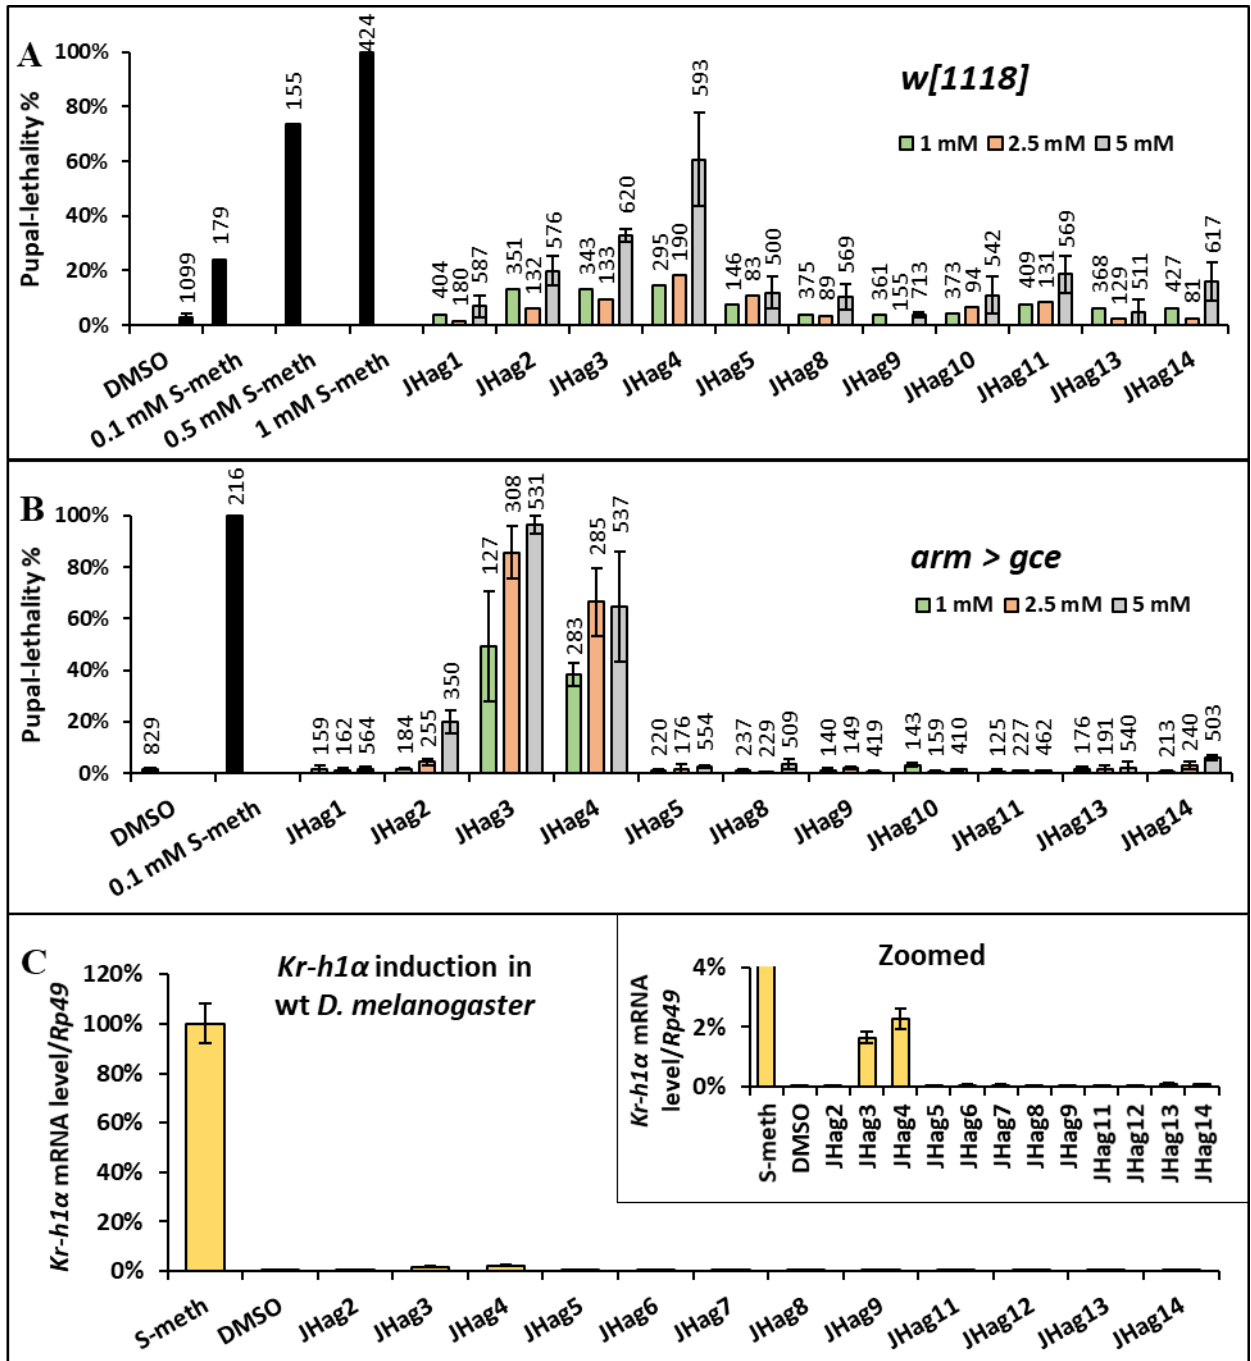 A
w[1118]
1 mM 2.5 mM 5 mM
Pupal-lethality %
100%
80%
60%
40%
20%
0%
1099 179 155 424 404 180 587 351 132 576 343 133 620 295 190 593 146 83 500 375 89 569 361 155 713 373 94 542 409 131 569 368 129 511 427 81 617
DMSO 0.1 mM S-meth 0.5 mM S-meth 1 mM S-meth JHag1 JHag2 JHag3 JHag4 JHag5 JHag8 JHag9 JHag10 JHag11 JHag13 JHag14
B
arm > gce
1 mM 2.5 mM 5 mM
Pupal-lethality %
100%
80%
60%
40%
20%
0%
829 216 159 162 564 184 255 350 127 308 531 283 285 537 220 176 554 237 229 509 140 149 419 143 159 410 125 227 462 176 191 540 213 240 503
DMSO 0.1 mM S-meth JHag1 JHag2 JHag3 JHag4 JHag5 JHag8 JHag9 JHag10 JHag11 JHag13 JHag14
C
Kr-h1α induction in
wt D. melanogaster
Kr-h1α mRNA level/Rp49
120%
100%
80%
60%
40%
20%
0%
S-meth DMSO JHag2 JHag3 JHag4 JHag5 JHag6 JHag7 JHag8 JHag9 JHag11 JHag12 JHag13 JHag14
Zoomed
Kr-h1α mRNA
level/Rp49
4%
2%
0%
S-meth DMSO JHag2 JHag3 JHag4 JHag5 JHag6 JHag7 JHag8 JHag9 JHag11 JHag12 JHag13 JHag14